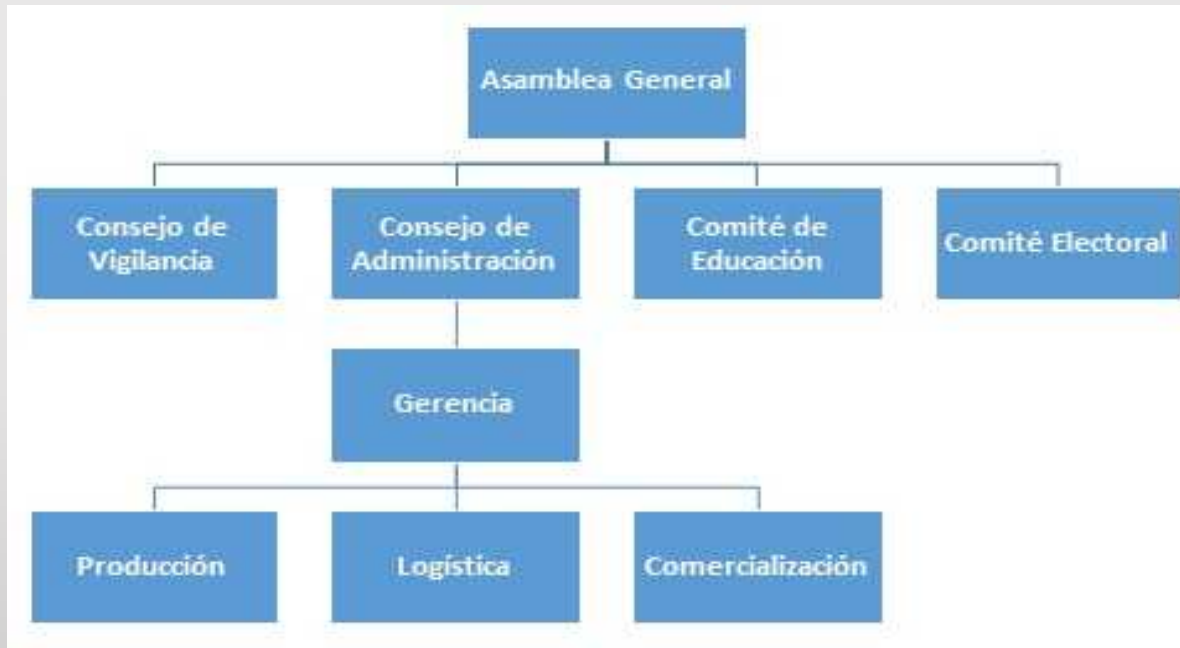 Asamblea General
Consejo de
Vigilancia
Consejo de
Administración
Comité de
Educación
Comité Electoral
Gerencia
Producción
Logística
Comercialización